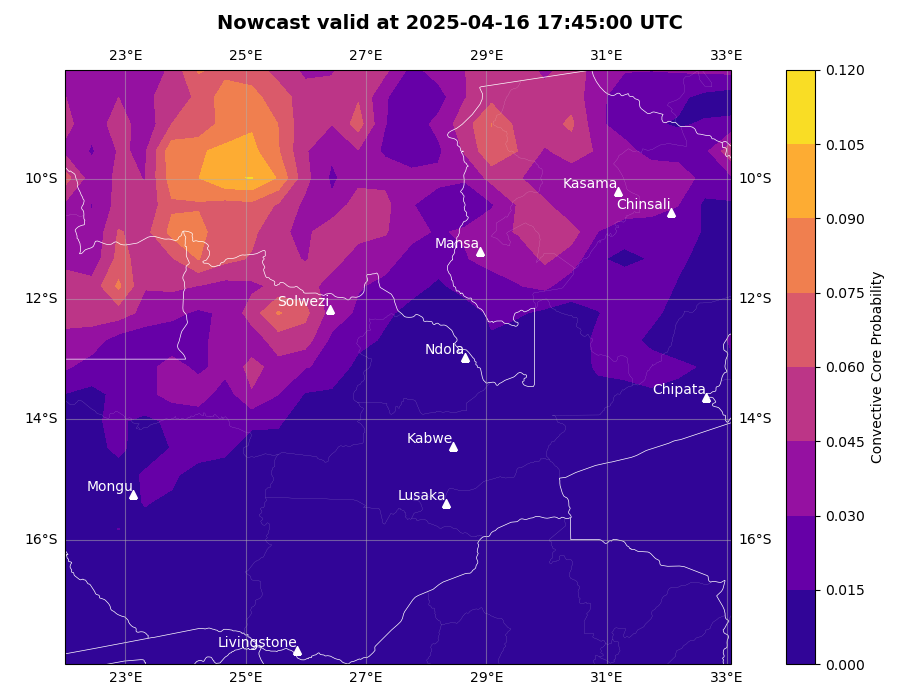 Nowcast valid at 2025-04-16 17:45:00 UTC
23°E 25°E 27°E 29°E 31°E 33°E
0.120
0.105
10°S 10°S
Kasama
Chinsali
0.090
Mansa
0.075
12°S 12°S
Solwezi
Ndola
0.060
Chipata
14°S 14°S
Kabwe
0.045
Mongu
Lusaka
0.030
16°S 16°S
0.015
Livingstone
0.000
23°E 25°E 27°E 29°E 31°E 33°E
Convective Core Probability